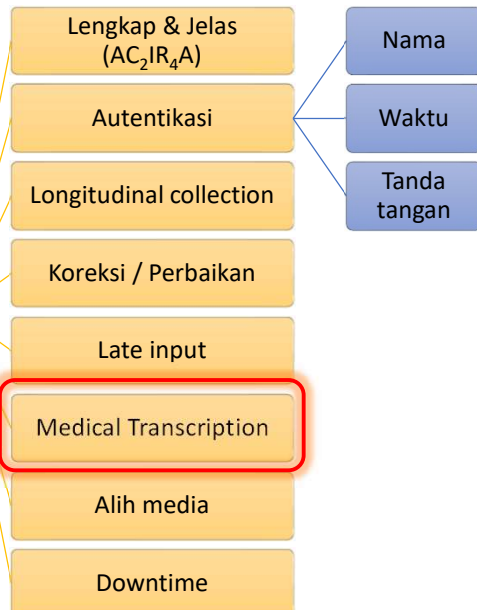 Lengkap & Jelas
(AC₂IR₄A)
Autentikasi
Nama
Waktu
Tanda
tangan
Longitudinal collection
Koreksi / Perbaikan
Late input
Medical Transcription
Alih media
Downtime